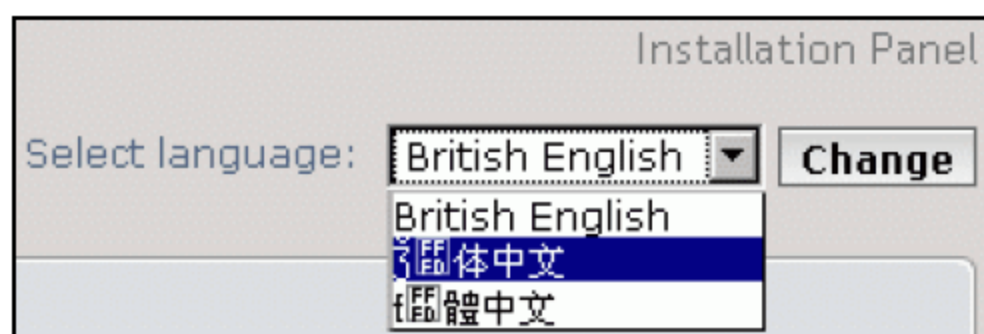 Installation Panel
Select language: British English Change
British English
体中文
體中文